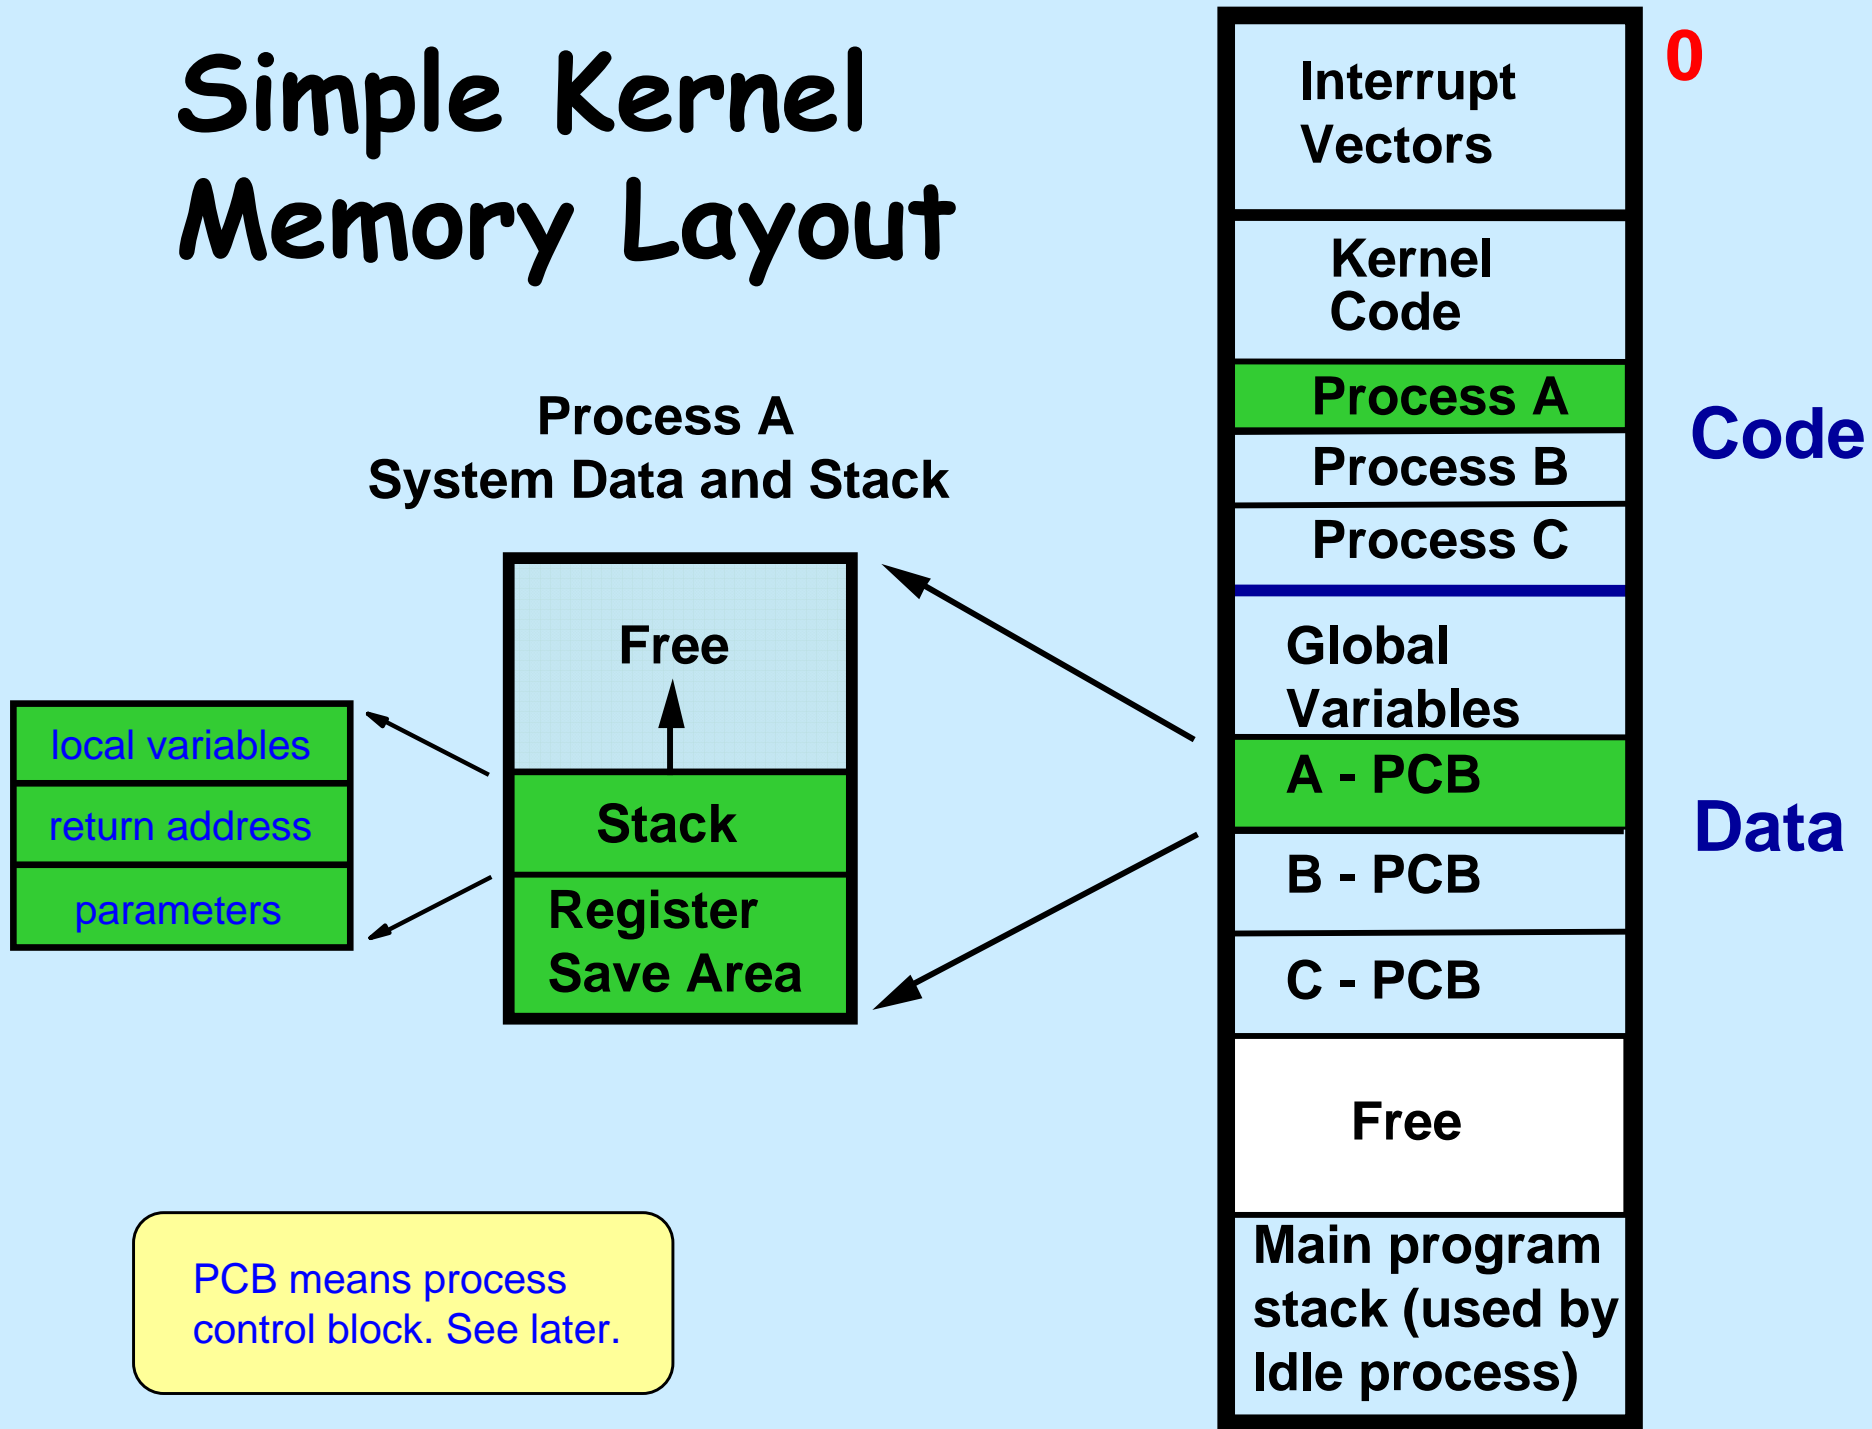 Simple Kernel
Memory Layout
Process A
System Data and Stack
Free
Stack
Register
Save Area
local variables
return address
parameters
PCB means process
control block. See later.
0
Interrupt
Vectors
Kernel
Code
Process A
Process B
Process C
Code
Global
Variables
A - PCB
B - PCB
C - PCB
Data
Free
Main program
stack (used by
Idle process)